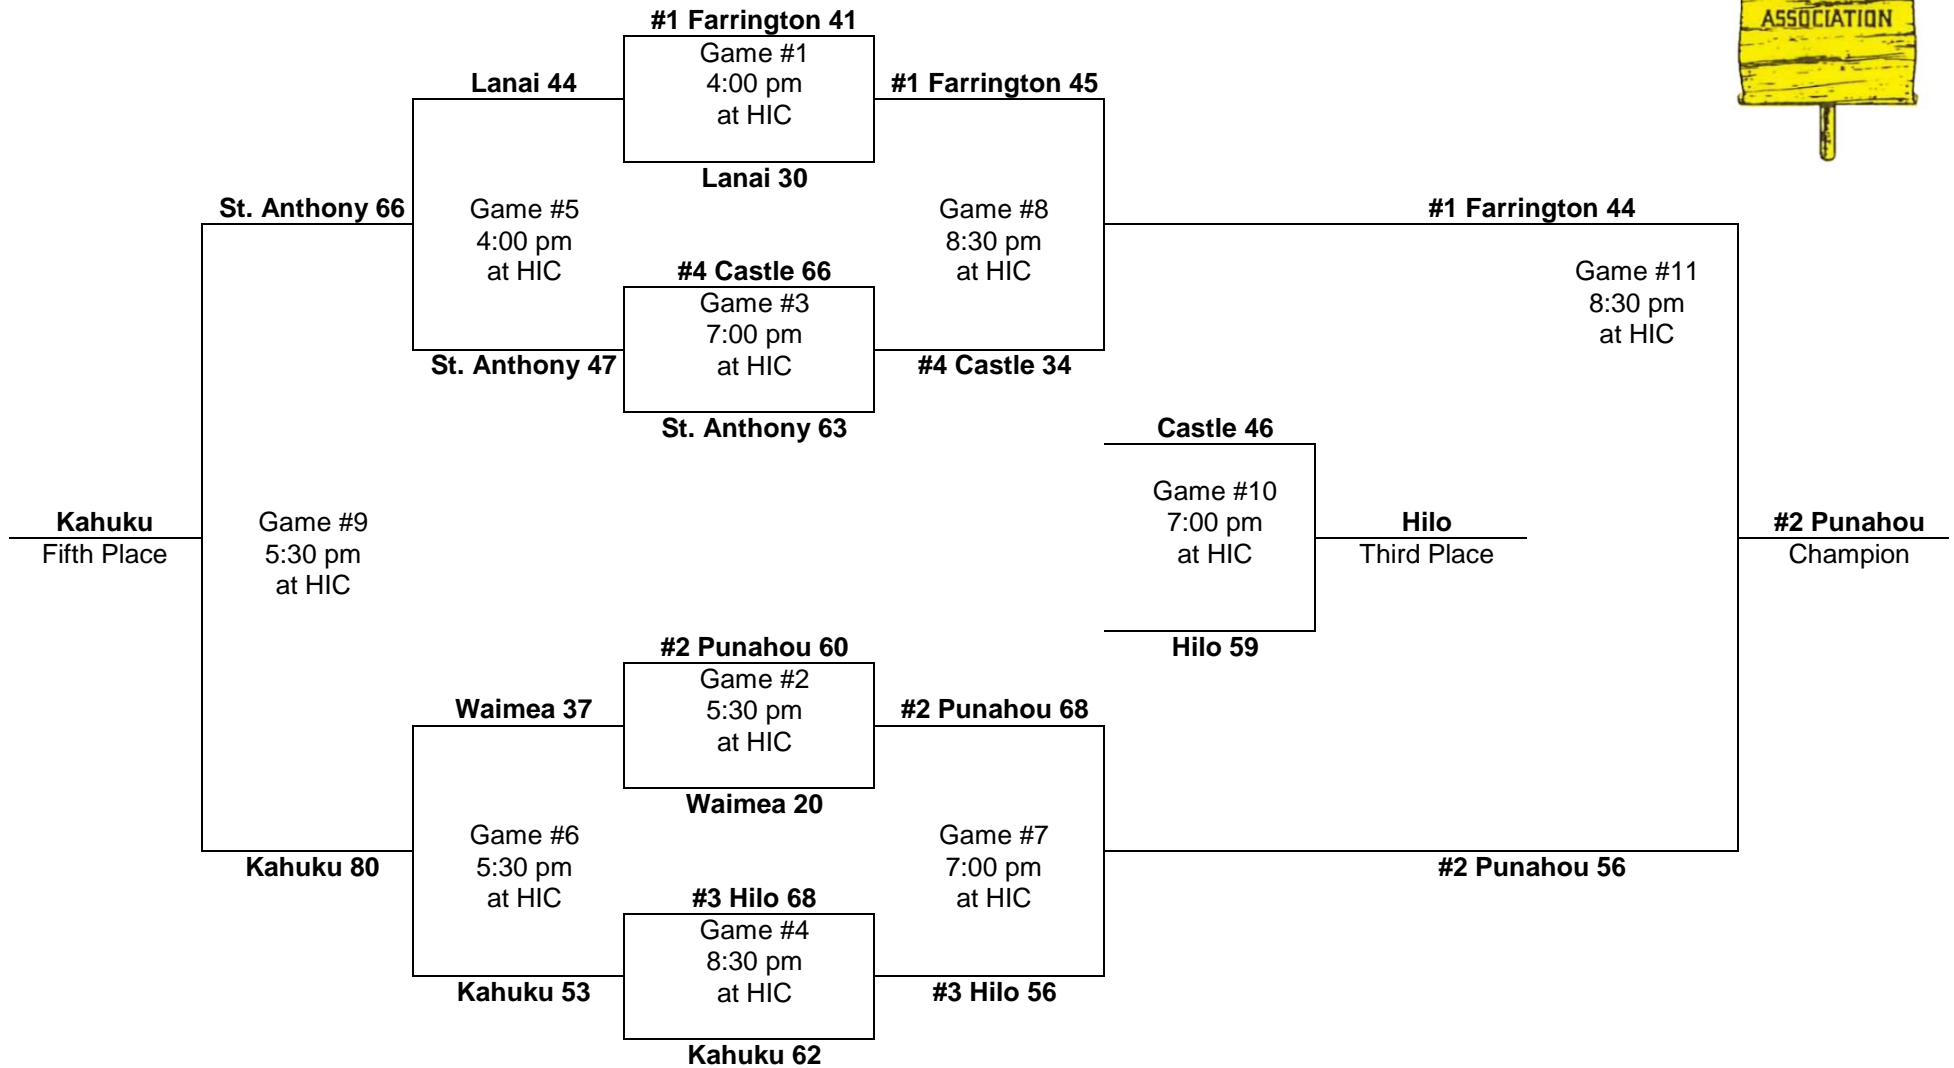 ASSOCIATION
#1 Farrington 41
Game #1
4:00 pm
at HIC
Lanai 44
#1 Farrington 45
Lanai 30
St. Anthony 66
Game #5
4:00 pm
at HIC
Game #8
8:30 pm
at HIC
#1 Farrington 44
#4 Castle 66
Game #3
7:00 pm
at HIC
Game #11
8:30 pm
at HIC
St. Anthony 47
#4 Castle 34
St. Anthony 63
Castle 46
Game #10
7:00 pm
at HIC
Kahuku
Fifth Place
Game #9
5:30 pm
at HIC
Hilo
Third Place
#2 Punahou
Champion
Hilo 59
#2 Punahou 60
Game #2
5:30 pm
at HIC
Waimea 37
#2 Punahou 68
Waimea 20
Game #6
5:30 pm
at HIC
Game #7
7:00 pm
at HIC
Kahuku 80
#2 Punahou 56
#3 Hilo 68
Game #4
8:30 pm
at HIC
Kahuku 53
#3 Hilo 56
Kahuku 62